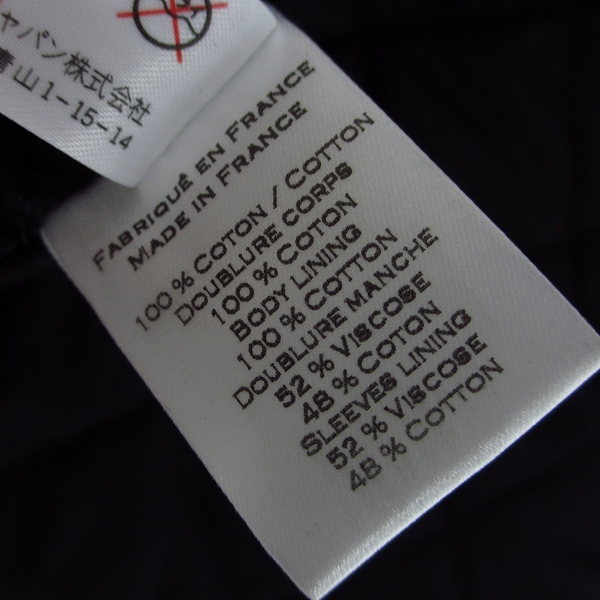 ャパン株式会社
青山1-15-14
FABRIQUÉ EN FRANCE
MADE IN FRANCE
100 % COTON / COTTON
DOUBLURE CORPS
100 % COTON
BODY LINING
100 % COTTON
DOUBLURE MANCHE
52 % VISCOSE
48 % COTON
SLEEVES LINING
52 % VISCOSE
48 % COTTON